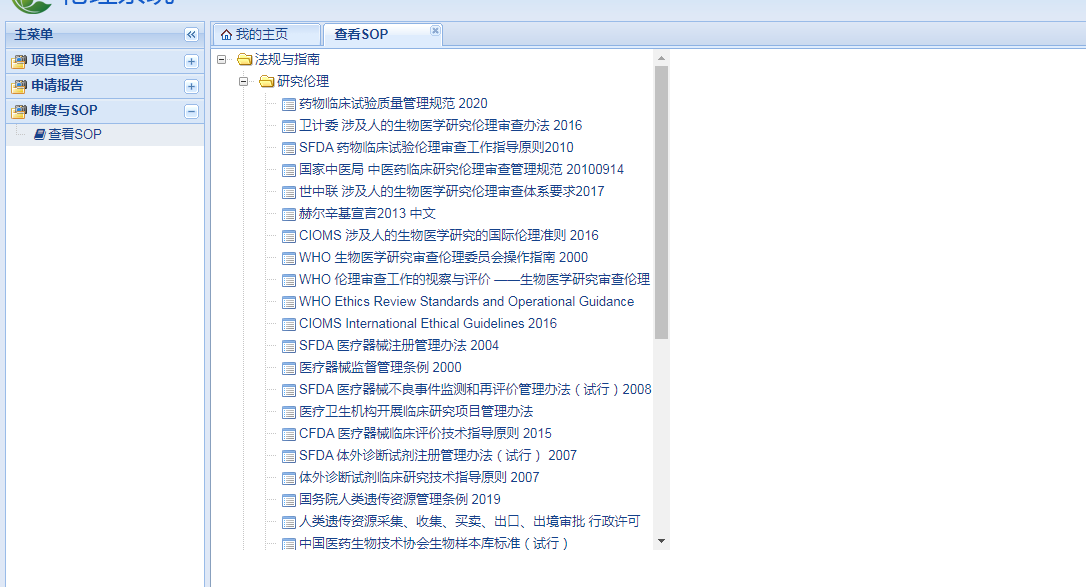 伦理系统
主菜单
我的主页
查看SOP
项目管理
申请报告
制度与SOP
查看SOP
法规与指南
研究伦理
药物临床试验质量管理规范 2020
卫计委 涉及人的生物医学研究伦理审查办法 2016
SFDA 药物临床试验伦理审查工作指导原则2010
国家中医局 中医药临床研究伦理审查管理规范 20100914
世中联 涉及人的生物医学研究伦理审查体系要求2017
赫尔辛基宣言2013 中文
CIOMS 涉及人的生物医学研究的国际伦理准则 2016
WHO 生物医学研究审查伦理委员会操作指南 2000
WHO 伦理审查工作的视察与评价 ——生物医学研究审查伦理
WHO Ethics Review Standards and Operational Guidance
CIOMS International Ethical Guidelines 2016
SFDA 医疗器械注册管理办法 2004
医疗器械监督管理条例 2000
SFDA 医疗器械不良事件监测和再评价管理办法（试行）2008
医疗卫生机构开展临床研究项目管理办法
CFDA 医疗器械临床评价技术指导原则 2015
SFDA 体外诊断试剂注册管理办法（试行） 2007
体外诊断试剂临床研究技术指导原则 2007
国务院人类遗传资源管理条例 2019
人类遗传资源采集、收集、买卖、出口、出境审批 行政许可
中国医药生物技术协会生物样本库标准（试行）